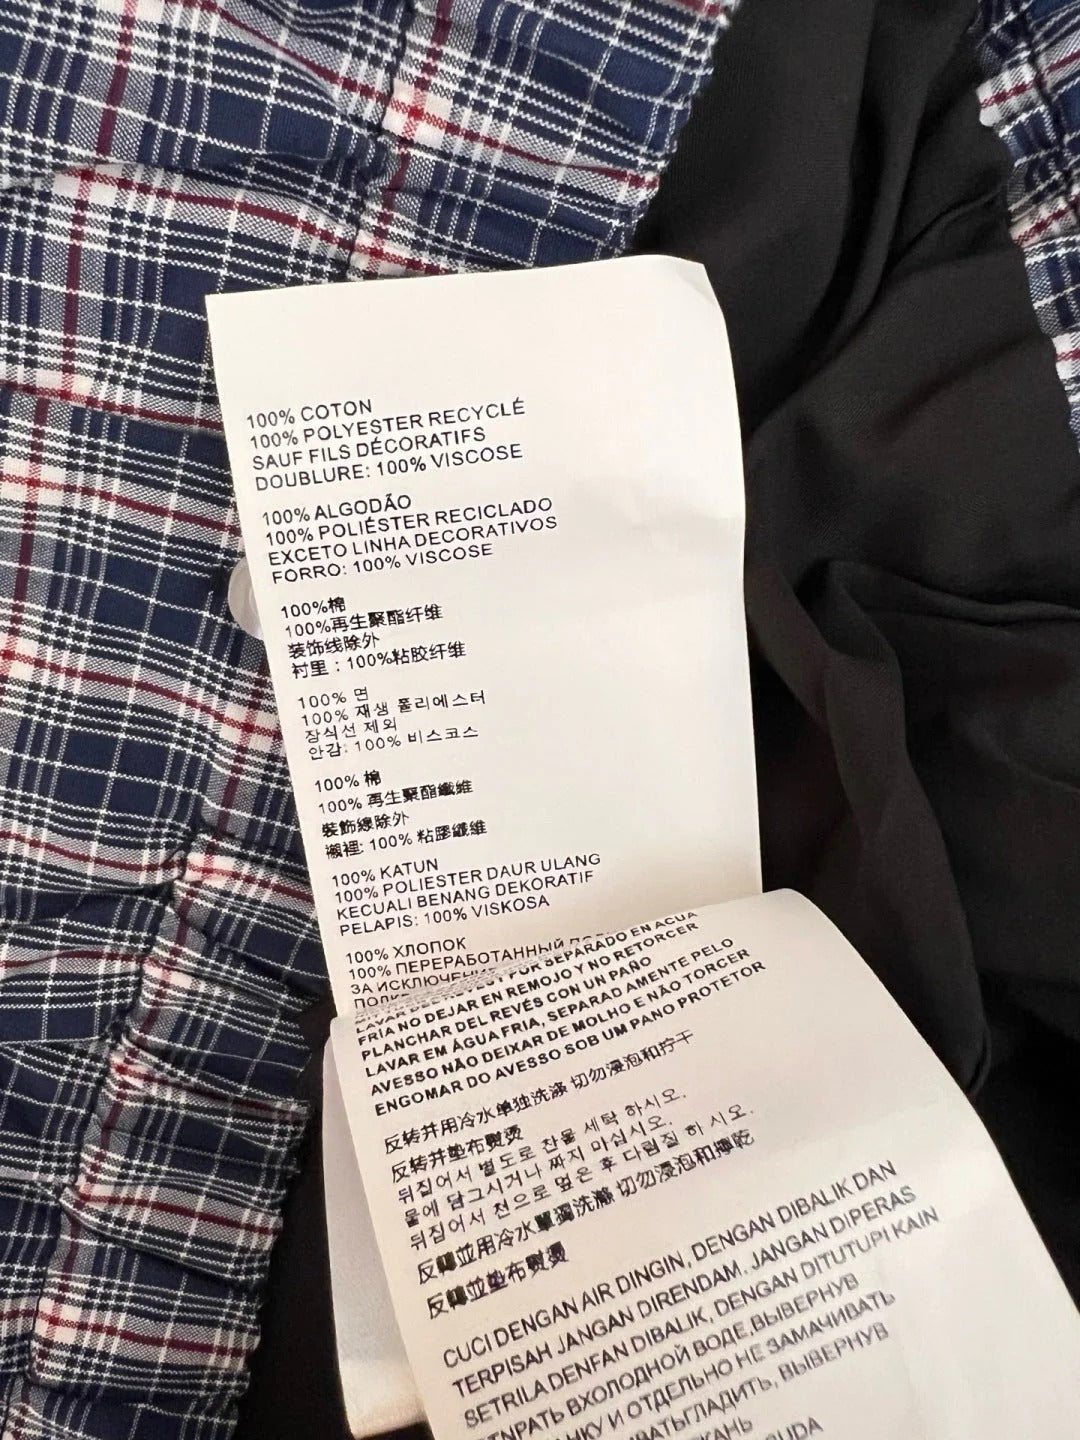 100% COTON
100% POLYESTER RECYCLÉ
SAUF FILS DÉCORATIFS
DOUBLURE: 100% VISCOSE
100% ALGODÃO
100% POLIÉSTER RECICLADO
EXCETO LINHA DECORATIVOS
FORRO: 100% VISCOSE
100%棉
100%再生聚酯纤维
装饰线除外
衬里：100%粘胶纤维
100% 면
100% 재생 폴리에스터
장식선 제외
안감: 100% 비스코스
100% 棉
100% 再生聚酯纖維
裝飾線除外
襯裡: 100% 粘膠纖維
100% KATUN
100% POLIESTER DAUR ULANG
KECUALI BENANG DEKORATIF
PELAPIS: 100% VISKOSA
100% ХЛОПОК
100% ПЕРЕРАБОТАННЫЙ
ЗА
POR SEPARADO EN AGUA
FRIA NO DEJAR EN REMOJO Y NO RETORCER
PLANCHAR DEL REVÉS CON UN PAÑO
LAVAR EM ÁGUA FRIA, SEPARADAMENTE PELO
AVESSO NÃO DEIXAR DE MOLHO E NÃO TORCER
ENGOMAR DO AVESSO SOB UM PANO PROTETOR
反转并用冷水单独洗涤 切勿浸泡和拧干
反转并垫布熨烫
뒤집어서 별도로 찬물 세탁 하시오.
물에 담그시거나 짜지 마십시오.
뒤집어서 천으로 덮은 후 다림질 하 시오.
反轉並用冷水單獨洗滌 切勿浸泡和擰乾
反轉並墊布熨燙
CUCI DENGAN AIR DINGIN, DENGAN DIBALIK DAN
TERPISAH JANGAN DIRENDAM. JANGAN DIPERAS
SETRILA DENFAN DIBALIK, DENGAN DITUTUPI KAIN
ВХОЛОДНОЙ ВОДЕ,ВЫВЕРНУВ
И ОТДЕЛЬНО НЕ ЗАМАЧИВАТЬ
ВЫВЕРНУВ